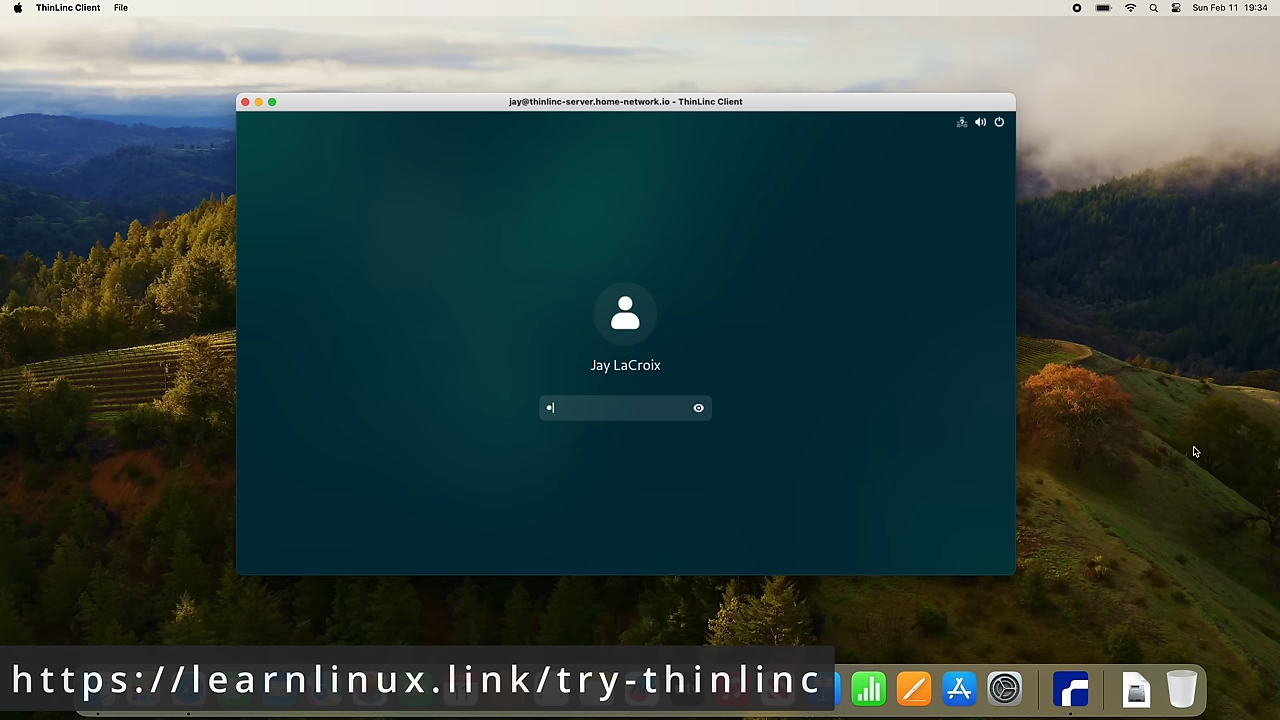 ThinLinc Client File Sun Feb 11 19:34
jay@thinlinc-server.home-network.io - ThinLinc Client
Jay LaCroix
https://learnlinux.link/try-thinlinc